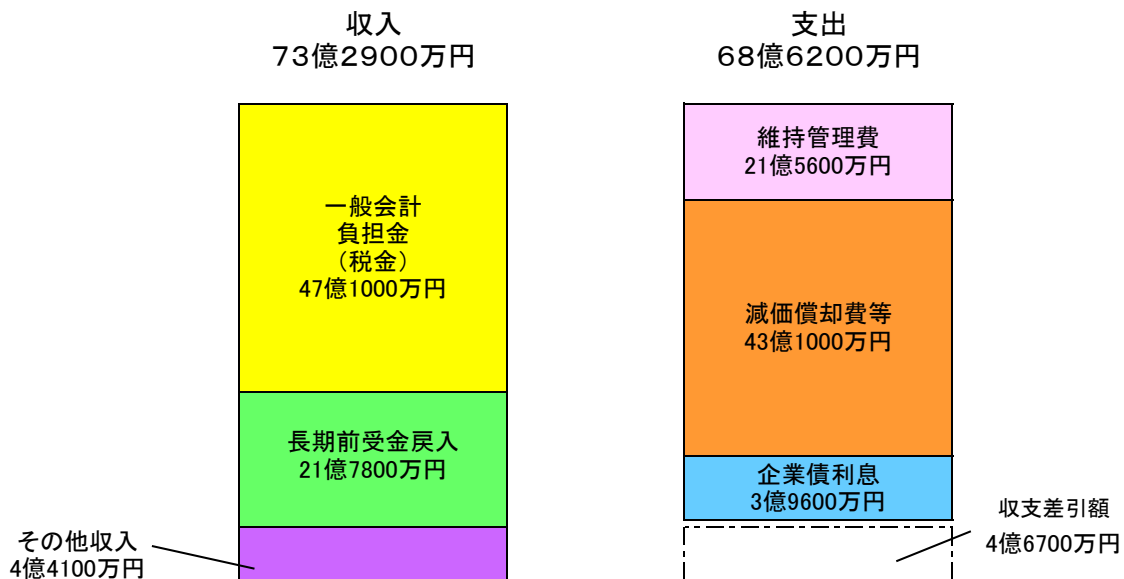 収入
73億2900万円
一般会計
負担金
（税金）
47億1000万円
長期前受金戻入
21億7800万円
その他収入
4億4100万円
支出
68億6200万円
維持管理費
21億5600万円
減価償却費等
43億1000万円
企業債利息
3億9600万円
収支差引額
4億6700万円